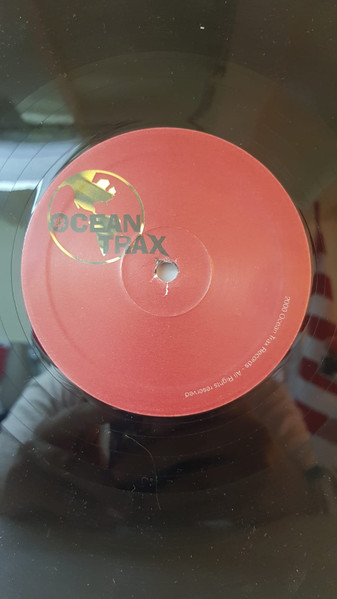 OCEAN
TRAX
2000 Ocean Trax Records - All Rights reserved